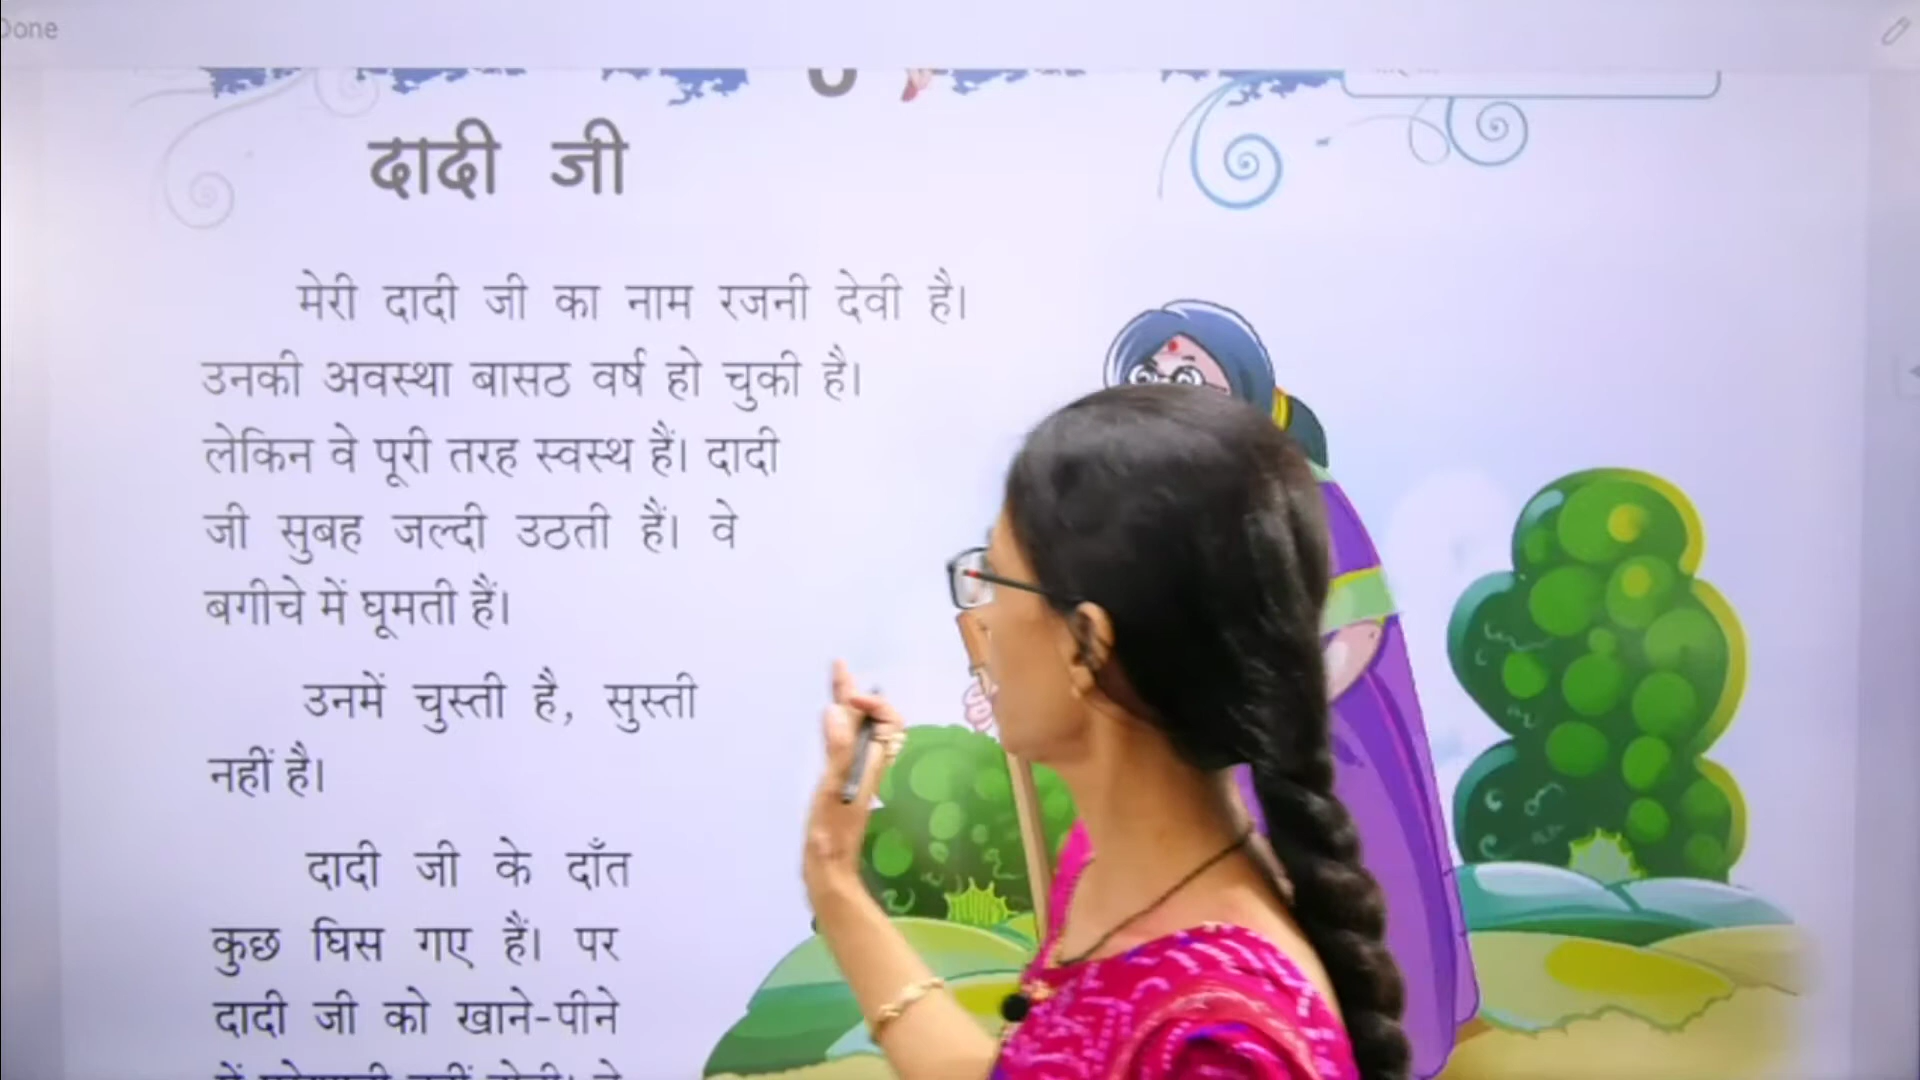 Done
दादी जी
मेरी दादी जी का नाम रजनी देवी है।
उनकी अवस्था बासठ वर्ष हो चुकी है।
लेकिन वे पूरी तरह स्वस्थ हैं। दादी
जी सुबह जल्दी उठती हैं। वे
बगीचे में घूमती हैं।
उनमें चुस्ती है, सुस्ती
नहीं है।
दादी जी के दाँत
कुछ घिस गए हैं। पर
दादी जी को खाने-पीने